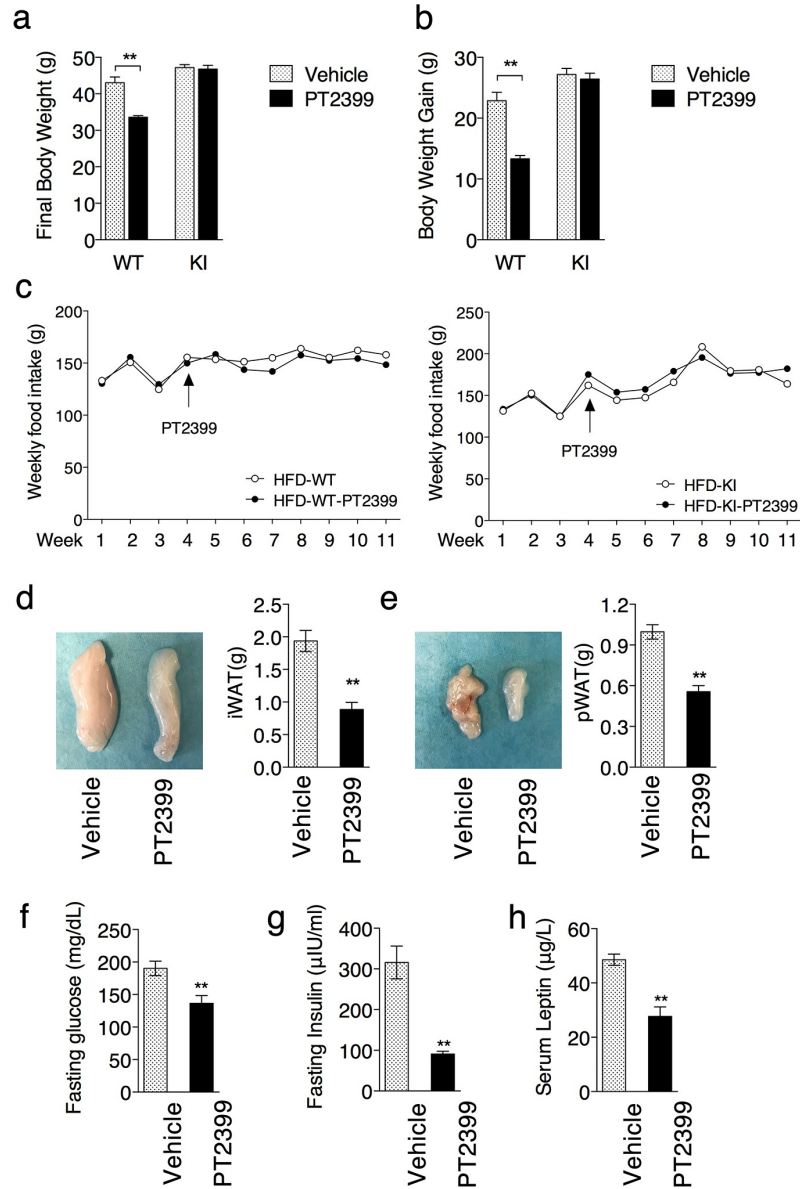 a
Final Body Weight (g)
50
40
30
20
10
0
**
WT
KI
Vehicle
PT2399
b
Body Weight Gain (g)
30
20
10
0
**
WT
KI
Vehicle
PT2399
c
Weekly food intake (g)
200
150
100
50
0
PT2399
HFD-WT
HFD-WT-PT2399
Week 1 2 3 4 5 6 7 8 9 10 11
Weekly food intake (g)
250
200
150
100
50
0
PT2399
HFD-KI
HFD-KI-PT2399
Week 1 2 3 4 5 6 7 8 9 10 11
d
Vehicle
PT2399
iWAT(g)
2.5
2.0
1.5
1.0
0.5
0.0
**
Vehicle
PT2399
e
Vehicle
PT2399
pWAT(g)
1.2
0.9
0.6
0.3
0.0
**
Vehicle
PT2399
f
Fasting glucose (mg/dL)
250
200
150
100
50
0
**
Vehicle
PT2399
g
Fasting Insulin (µIU/ml)
400
300
200
100
0
**
Vehicle
PT2399
h
Serum Leptin (µg/L)
60
40
20
0
**
Vehicle
PT2399